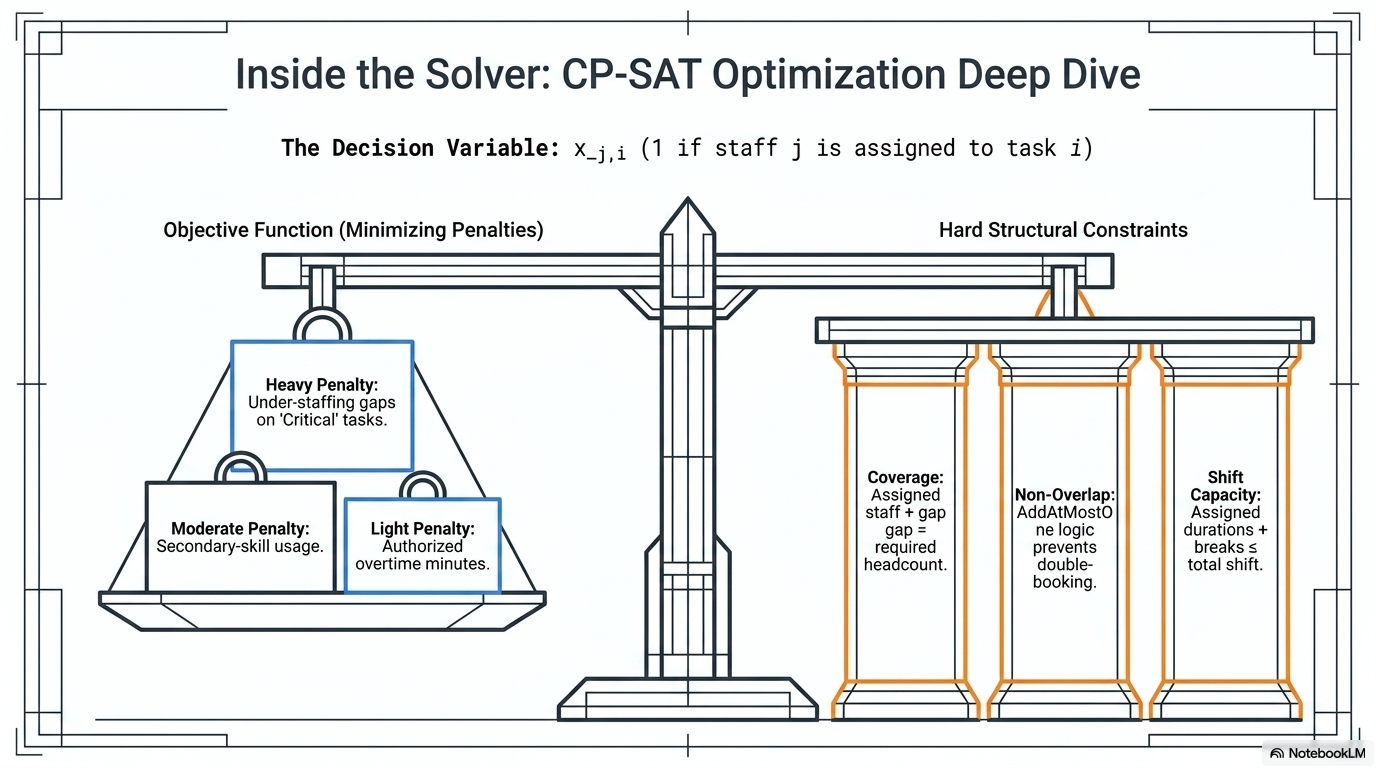 Inside the Solver: CP-SAT Optimization Deep Dive
The Decision Variable: x_j,i (1 if staff j is assigned to task i)
Objective Function (Minimizing Penalties)
Heavy Penalty:
Under-staffing gaps
on 'Critical' tasks.
Moderate Penalty:
Secondary-skill usage.
Light Penalty:
Authorized
overtime minutes.
Hard Structural Constraints
Coverage:
Assigned
staff + gap
gap =
required
headcount.
Non-Overlap:
AddAtMostO
ne logic
prevents
double-
booking.
Shift
Capacity:
Assigned
durations +
breaks ≤
total shift.
NotebookLM